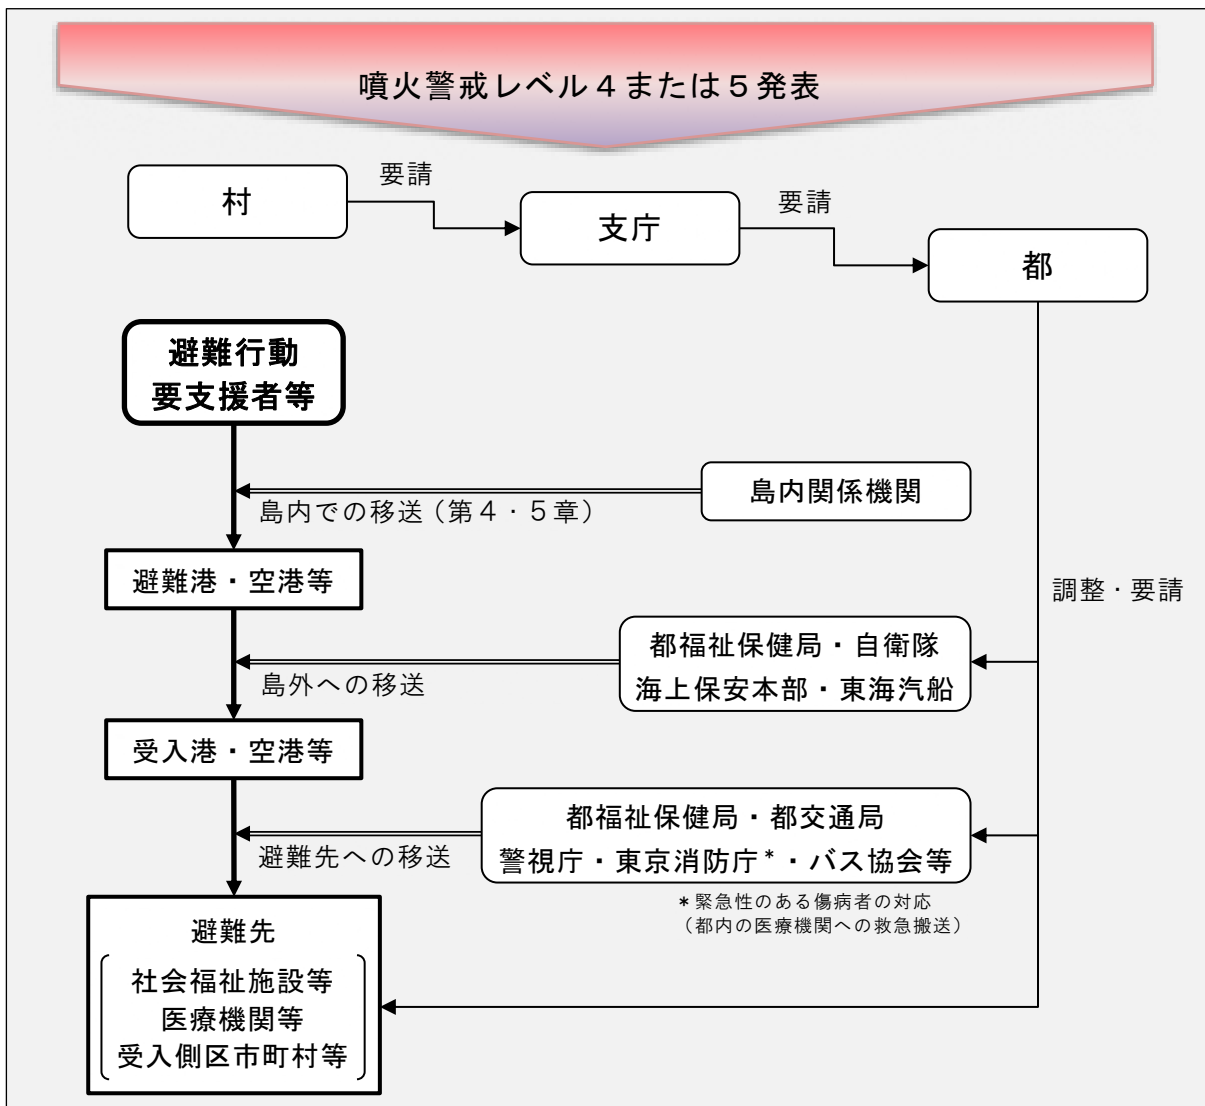 噴火警戒レベル４または５発表
村
要請
支庁
要請
都
避難行動
要支援者等
島内での移送（第４・５章）
島内関係機関
避難港・空港等
調整・要請
都福祉保健局・自衛隊
海上保安本部・東海汽船
島外への移送
受入港・空港等
都福祉保健局・都交通局
警視庁・東京消防庁*・バス協会等
避難先への移送
*緊急性のある傷病者の対応
（都内の医療機関への救急搬送）
避難先
社会福祉施設等
医療機関等
受入側区市町村等